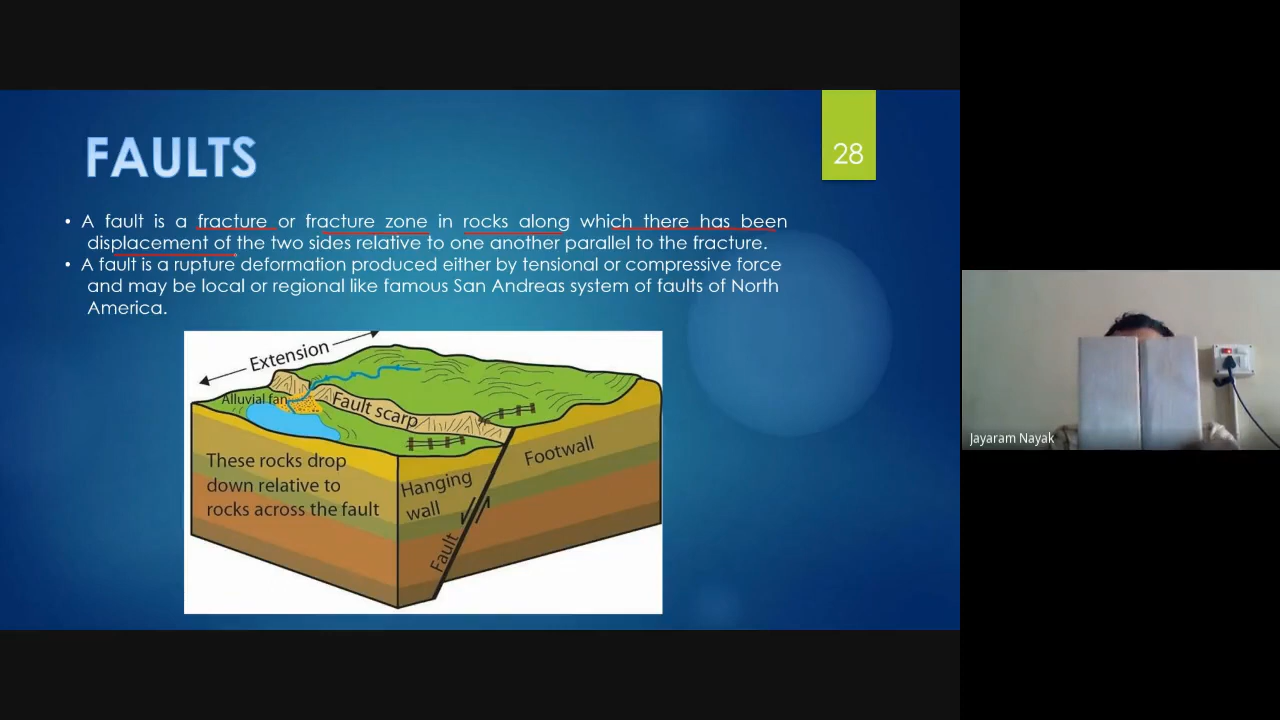 FAULTS
28
• A fault is a fracture or fracture zone in rocks along which there has been
displacement of the two sides relative to one another parallel to the fracture.
• A fault is a rupture deformation produced either by tensional or compressive force
and may be local or regional like famous San Andreas system of faults of North
America.
Extension
Alluvial fan
Fault scarp
These rocks drop
down relative to
rocks across the fault
Hanging
wall
Footwall
Fault
Jayaram Nayak